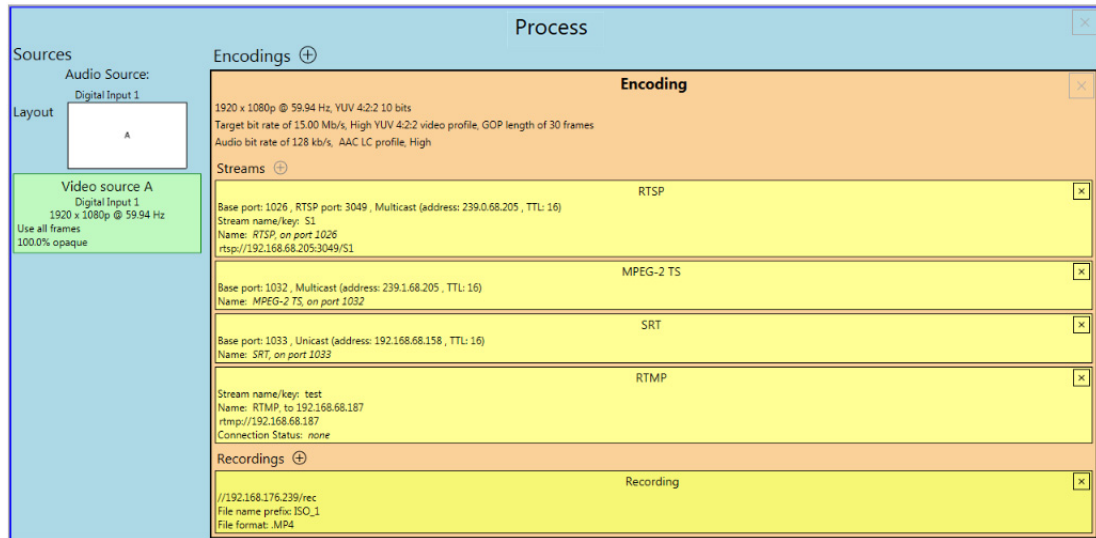 Process
Sources
Audio Source:
Digital Input 1
Layout
A
Video source A
Digital Input 1
1920 x 1080p @ 59.94 Hz
Use all frames
100.0% opaque
Encodings
Encoding
1920 x 1080p @ 59.94 Hz, YUV 4:2:2 10 bits
Target bit rate of 15.00 Mb/s, High YUV 4:2:2 video profile, GOP length of 30 frames
Audio bit rate of 128 kb/s, AAC LC profile, High
Streams
RTSP
Base port: 1026 , RTSP port: 3049 , Multicast (address: 239.0.68.205 , TTL: 16)
Stream name/key: S1
Name: RTSP, on port 1026
rtsp://192.168.68.205:3049/S1
MPEG-2 TS
Base port: 1032 , Multicast (address: 239.1.68.205 , TTL: 16)
Name: MPEG-2 TS, on port 1032
SRT
Base port: 1033 , Unicast (address: 192.168.68.158 , TTL: 16)
Name: SRT, on port 1033
RTMP
Stream name/key: test
Name: RTMP, to 192.168.68.187
rtmp://192.168.68.187
Connection Status: none
Recordings
Recording
//192.168.176.239/rec
File name prefix: ISO_1
File format: .MP4